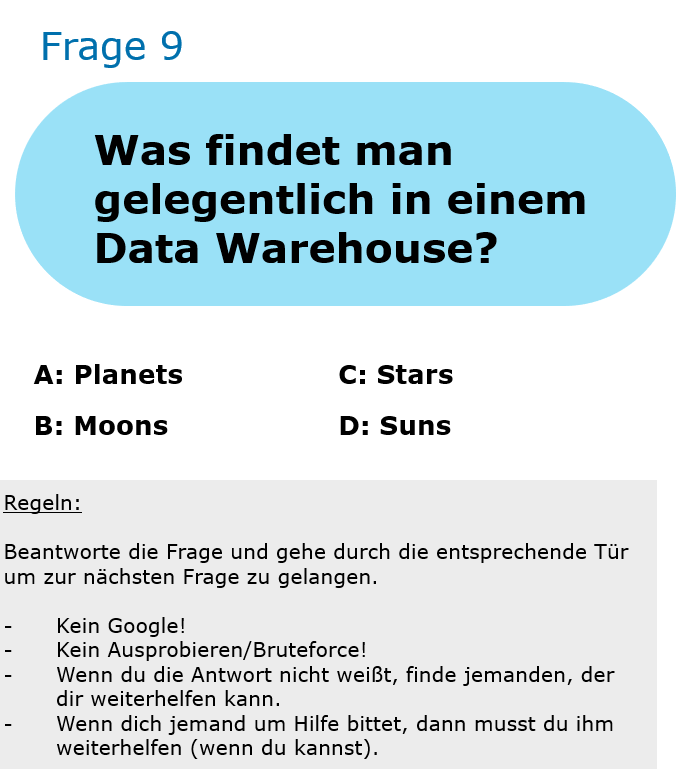 Frage 9
Was findet man
gelegentlich in einem
Data Warehouse?
A: Planets
C: Stars
B: Moons
D: Suns
Regeln:
Beantworte die Frage und gehe durch die entsprechende Tür
um zur nächsten Frage zu gelangen.
- Kein Google!
- Kein Ausprobieren/Bruteforce!
- Wenn du die Antwort nicht weißt, finde jemanden, der
dir weiterhelfen kann.
- Wenn dich jemand um Hilfe bittet, dann musst du ihm
weiterhelfen (wenn du kannst).